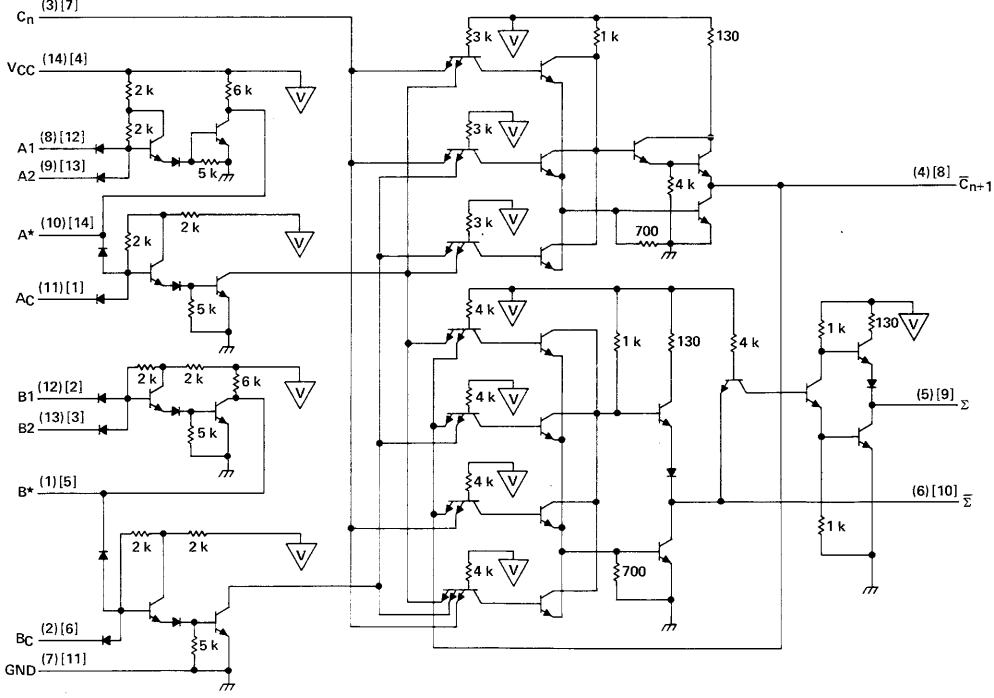 Cn (3)[7]
3 k V 1 k 130
VCC (14)[4]
2 k 6 k V
2 k 3 k V
A1 (8)[12]
A2 (9)[13]
5 k
4 k (4)[8] C̅n+1
A* (10)[14]
2 k 2 k V 3 k V 700
AC (11)[1]
5 k
4 k V 1 k 130 4 k 1 k 130 V
B1 (12)[2]
2 k 2 k 6 k V 4 k V
(5)[9] Σ
B2 (13)[3]
5 k
B* (1)[5]
4 k V (6)[10] Σ̅
2 k 2 k V 1 k
4 k V 700
BC (2)[6]
5 k
GND (7)[11]